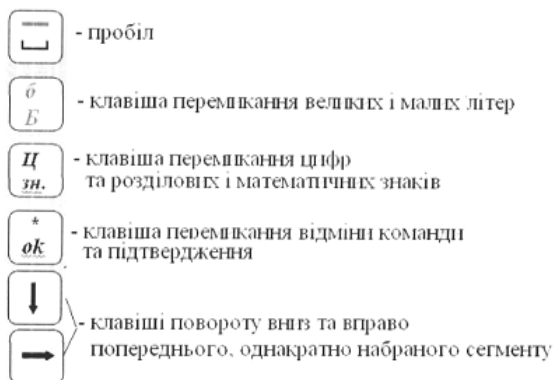 - пробіл
б
Б
- клавіша перемикання великих і малих літер
Ц
зн.
- клавіша перемикання цифр
та розділових і математичних знаків
*
ok
- клавіша перемикання відміни команди
та підтвердження
- клавіші повороту вниз та вправо
попереднього, однакратно набраного сегменту